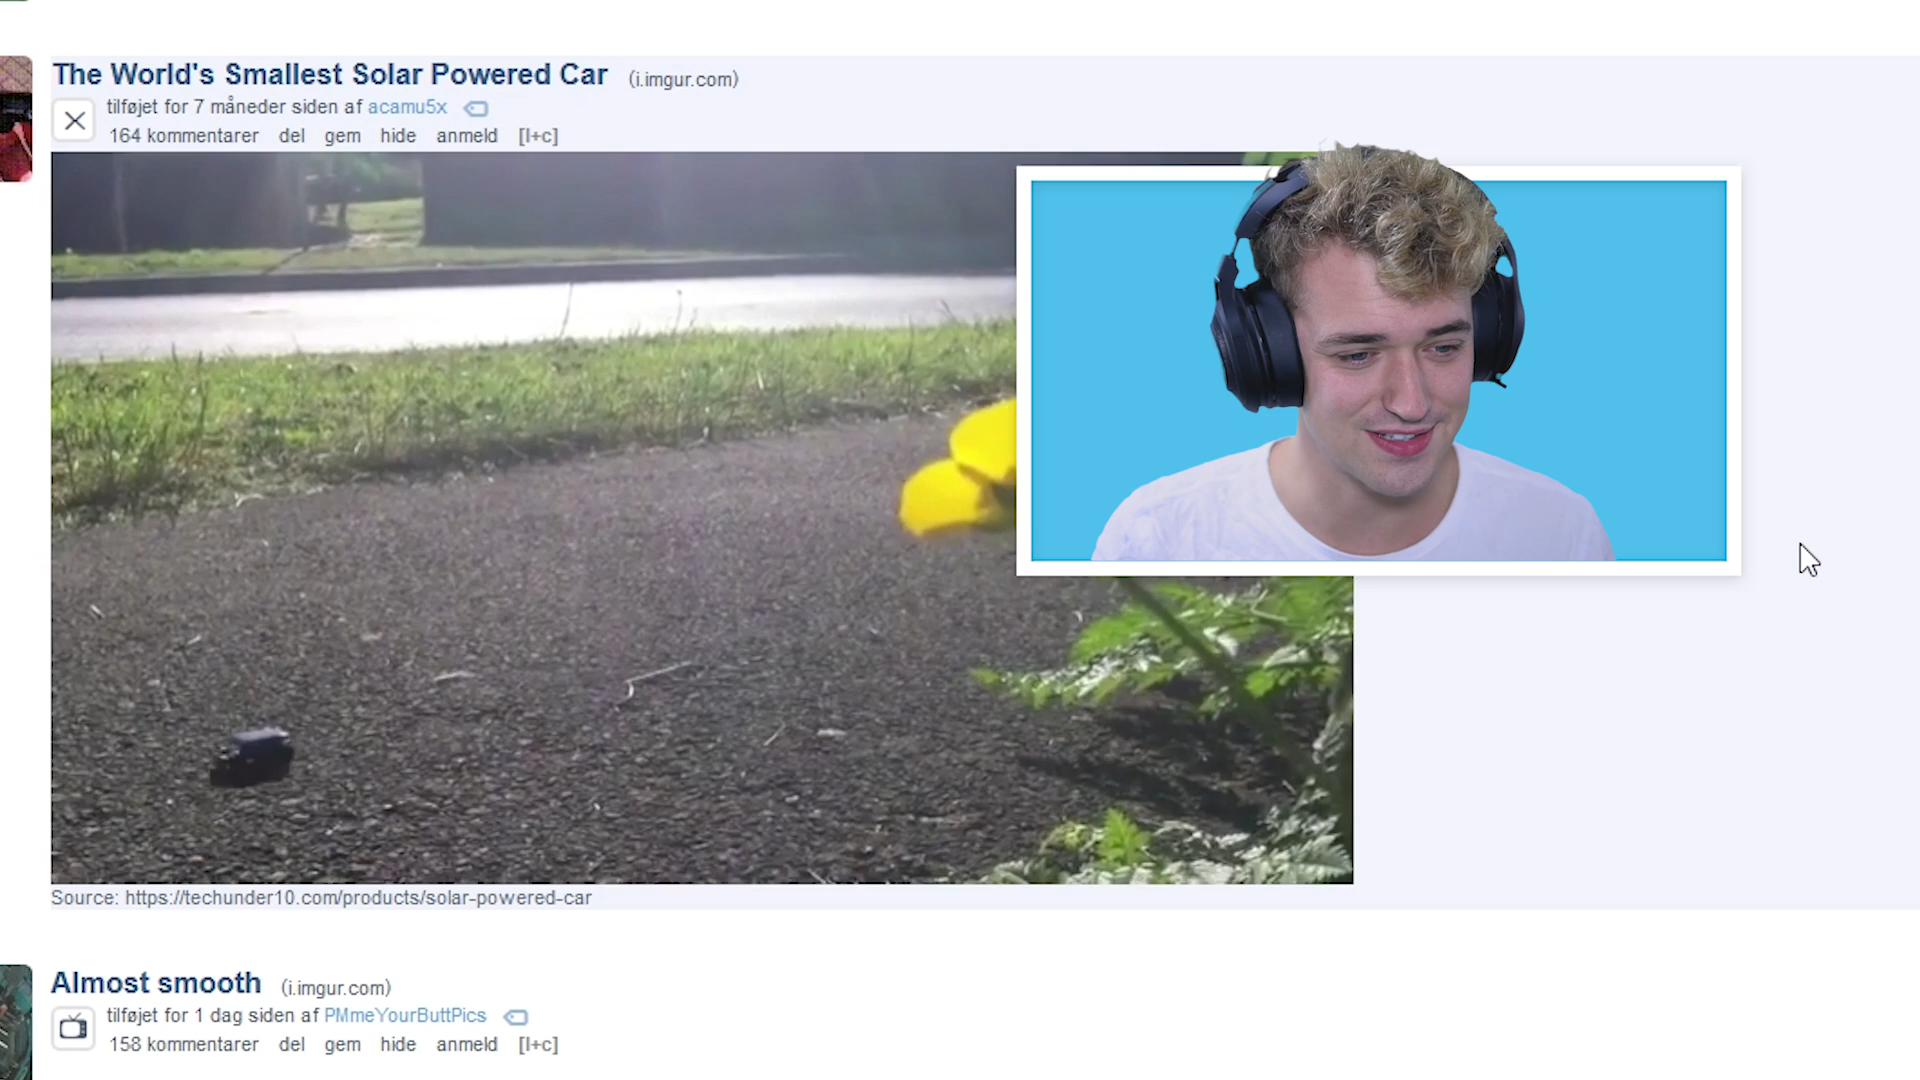 The World's Smallest Solar Powered Car (i.imgur.com)
tilføjet for 7 måneder siden af acamu5x
164 kommentarer del gem hide anmeld [l+c]
Source: https://techunder10.com/products/solar-powered-car
Almost smooth (i.imgur.com)
tilføjet for 1 dag siden af PMmeYourButtPics
158 kommentarer del gem hide anmeld [l+c]